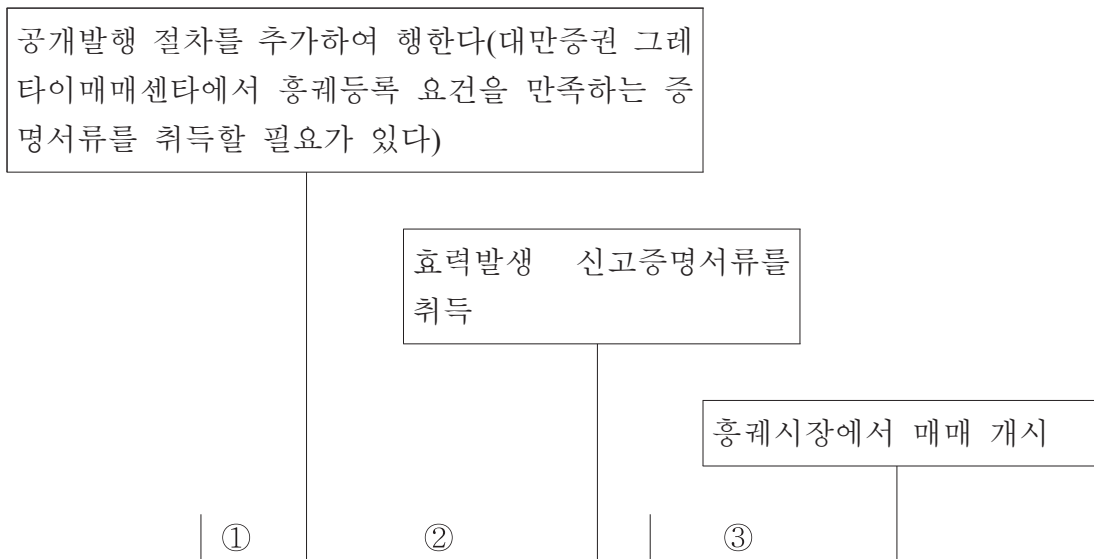 공개발행 절차를 추가하여 행한다(대만증권 그레
타이매매센타에서 흥궤등록 요건을 만족하는 증
명서류를 취득할 필요가 있다)
효력발생 신고증명서류를
취득
흥궤시장에서 매매 개시
① ② ③